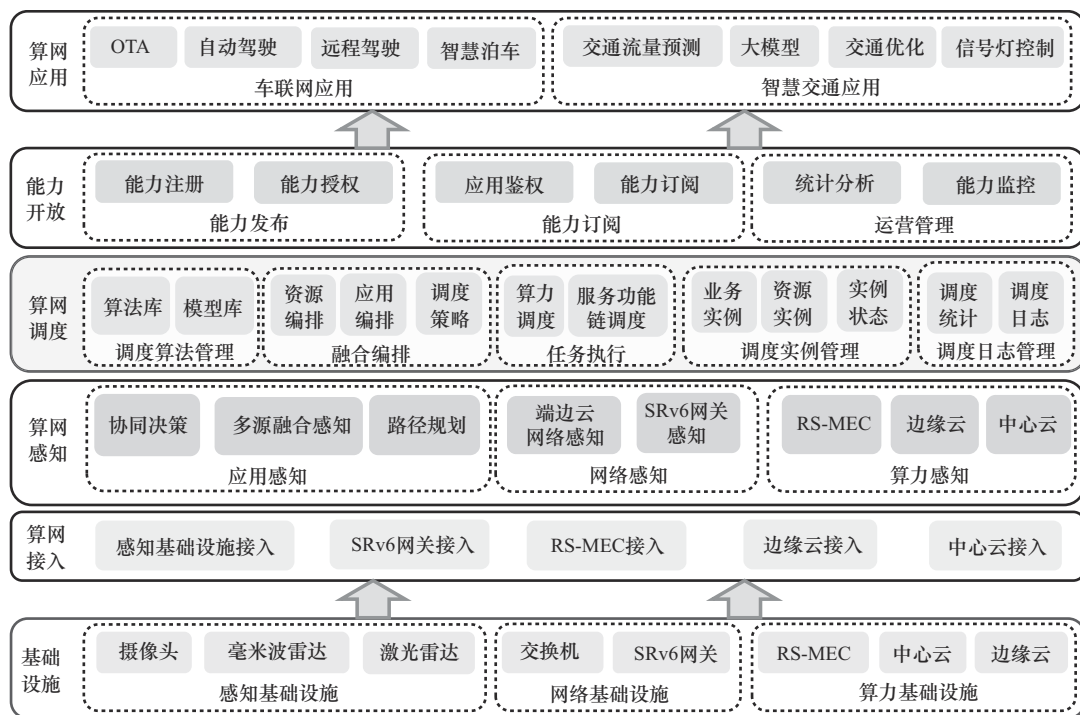 算网
应用
OTA
自动驾驶
远程驾驶
智慧泊车
车联网应用
交通流量预测
大模型
交通优化
信号灯控制
智慧交通应用
能力
开放
能力注册
能力授权
能力发布
应用鉴权
能力订阅
能力订阅
统计分析
能力监控
运营管理
算网
调度
算法库
模型库
调度算法管理
资源
编排
应用
编排
调度
策略
融合编排
算力
调度
服务功能
链调度
任务执行
业务
实例
资源
实例
实例
状态
调度实例管理
调度
统计
调度
日志
调度日志管理
算网
感知
协同决策
多源融合感知
路径规划
应用感知
端边云
网络感知
SRv6网关
感知
网络感知
RS-MEC
边缘云
中心云
算力感知
算网
接入
感知基础设施接入
SRv6网关接入
RS-MEC接入
边缘云接入
中心云接入
基础
设施
摄像头
毫米波雷达
激光雷达
感知基础设施
交换机
SRv6网关
网络基础设施
RS-MEC
中心云
边缘云
算力基础设施